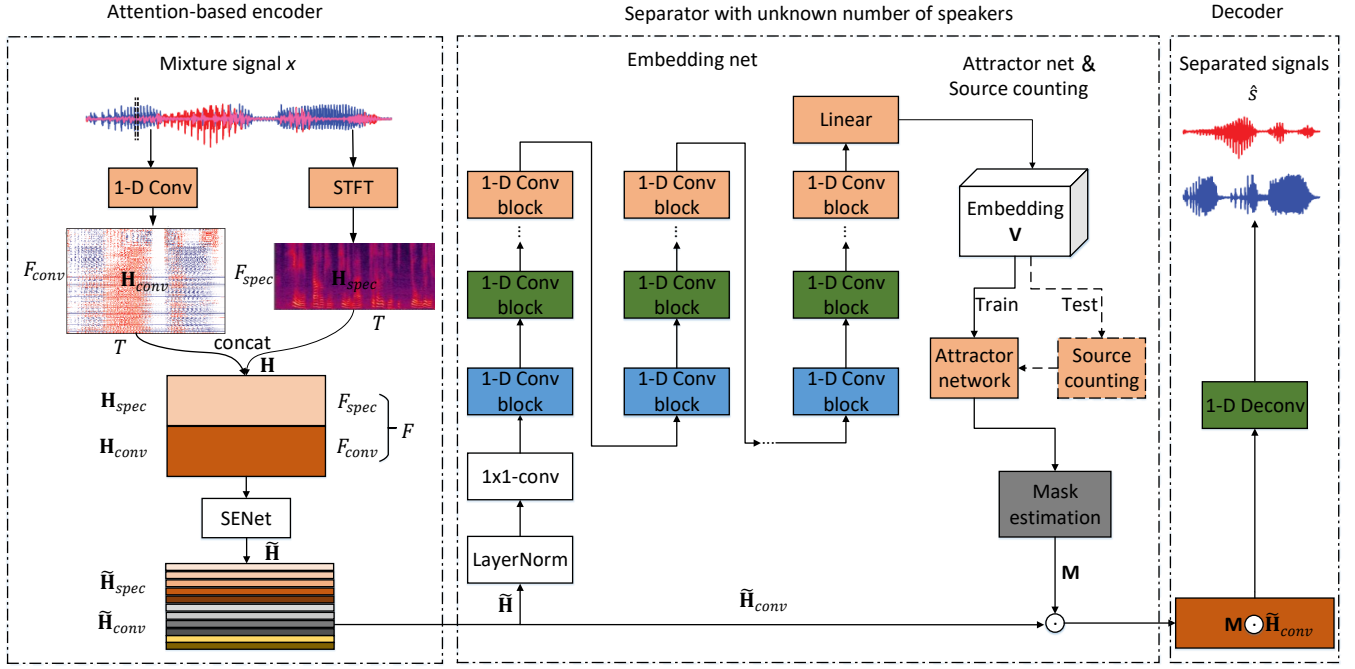 Attention-based encoder
Mixture signal x
1-D Conv
STFT
F_conv
H_conv
F_spec
H_spec
T
T
concat
H
H_spec
F_spec
F
H_conv
F_conv
SENet
H̃
H̃_spec
H̃_conv
Separator with unknown number of speakers
Embedding net
1-D Conv
block
...
1-D Conv
block
1-D Conv
block
1x1-conv
LayerNorm
H̃
1-D Conv
block
...
1-D Conv
block
1-D Conv
block
...
Linear
1-D Conv
block
...
1-D Conv
block
1-D Conv
block
Attractor net &
Source counting
Embedding
V
Train
Test
Attractor
network
Source
counting
Mask
estimation
M
H̃_conv
⊙
Decoder
Separated signals
ŝ
1-D Deconv
M ⊙ H̃_conv